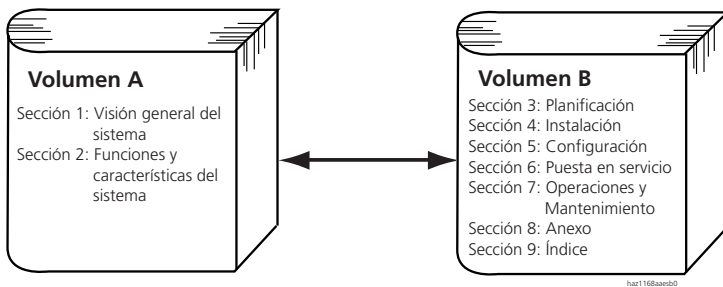 Volumen A
Sección 1: Visión general del
sistema
Sección 2: Funciones y
características del
sistema
Volumen B
Sección 3: Planificación
Sección 4: Instalación
Sección 5: Configuración
Sección 6: Puesta en servicio
Sección 7: Operaciones y
Mantenimiento
Sección 8: Anexo
Sección 9: Índice
haz1168aaesb0